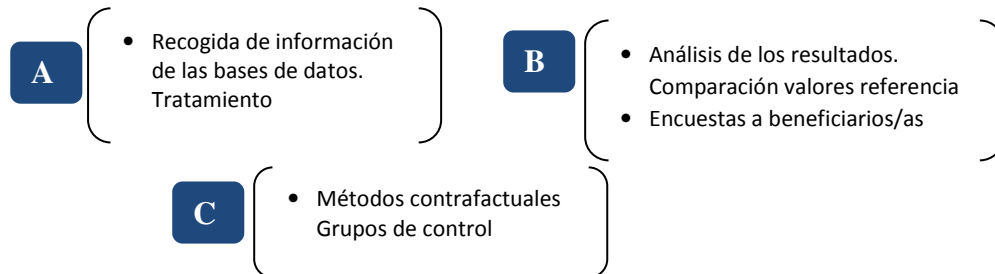 A
• Recogida de información
de las bases de datos.
Tratamiento
B
• Análisis de los resultados.
Comparación valores referencia
• Encuestas a beneficiarios/as
C
• Métodos contrafactuales
Grupos de control